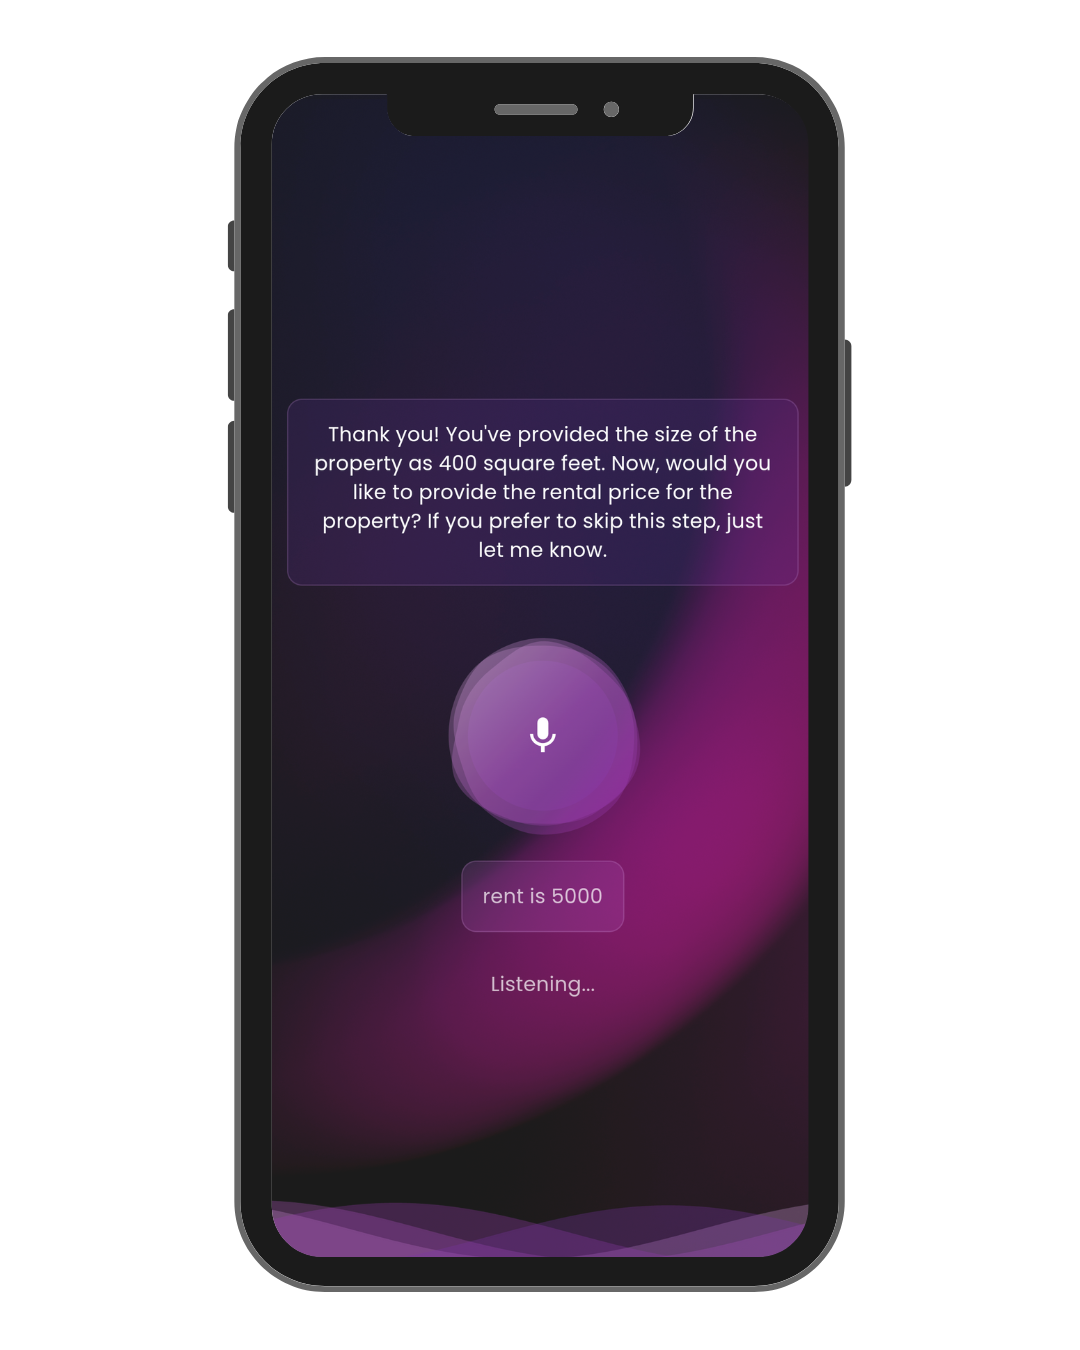 Thank you! You've provided the size of the
property as 400 square feet. Now, would you
like to provide the rental price for the
property? If you prefer to skip this step, just
let me know.
rent is 5000
Listening...